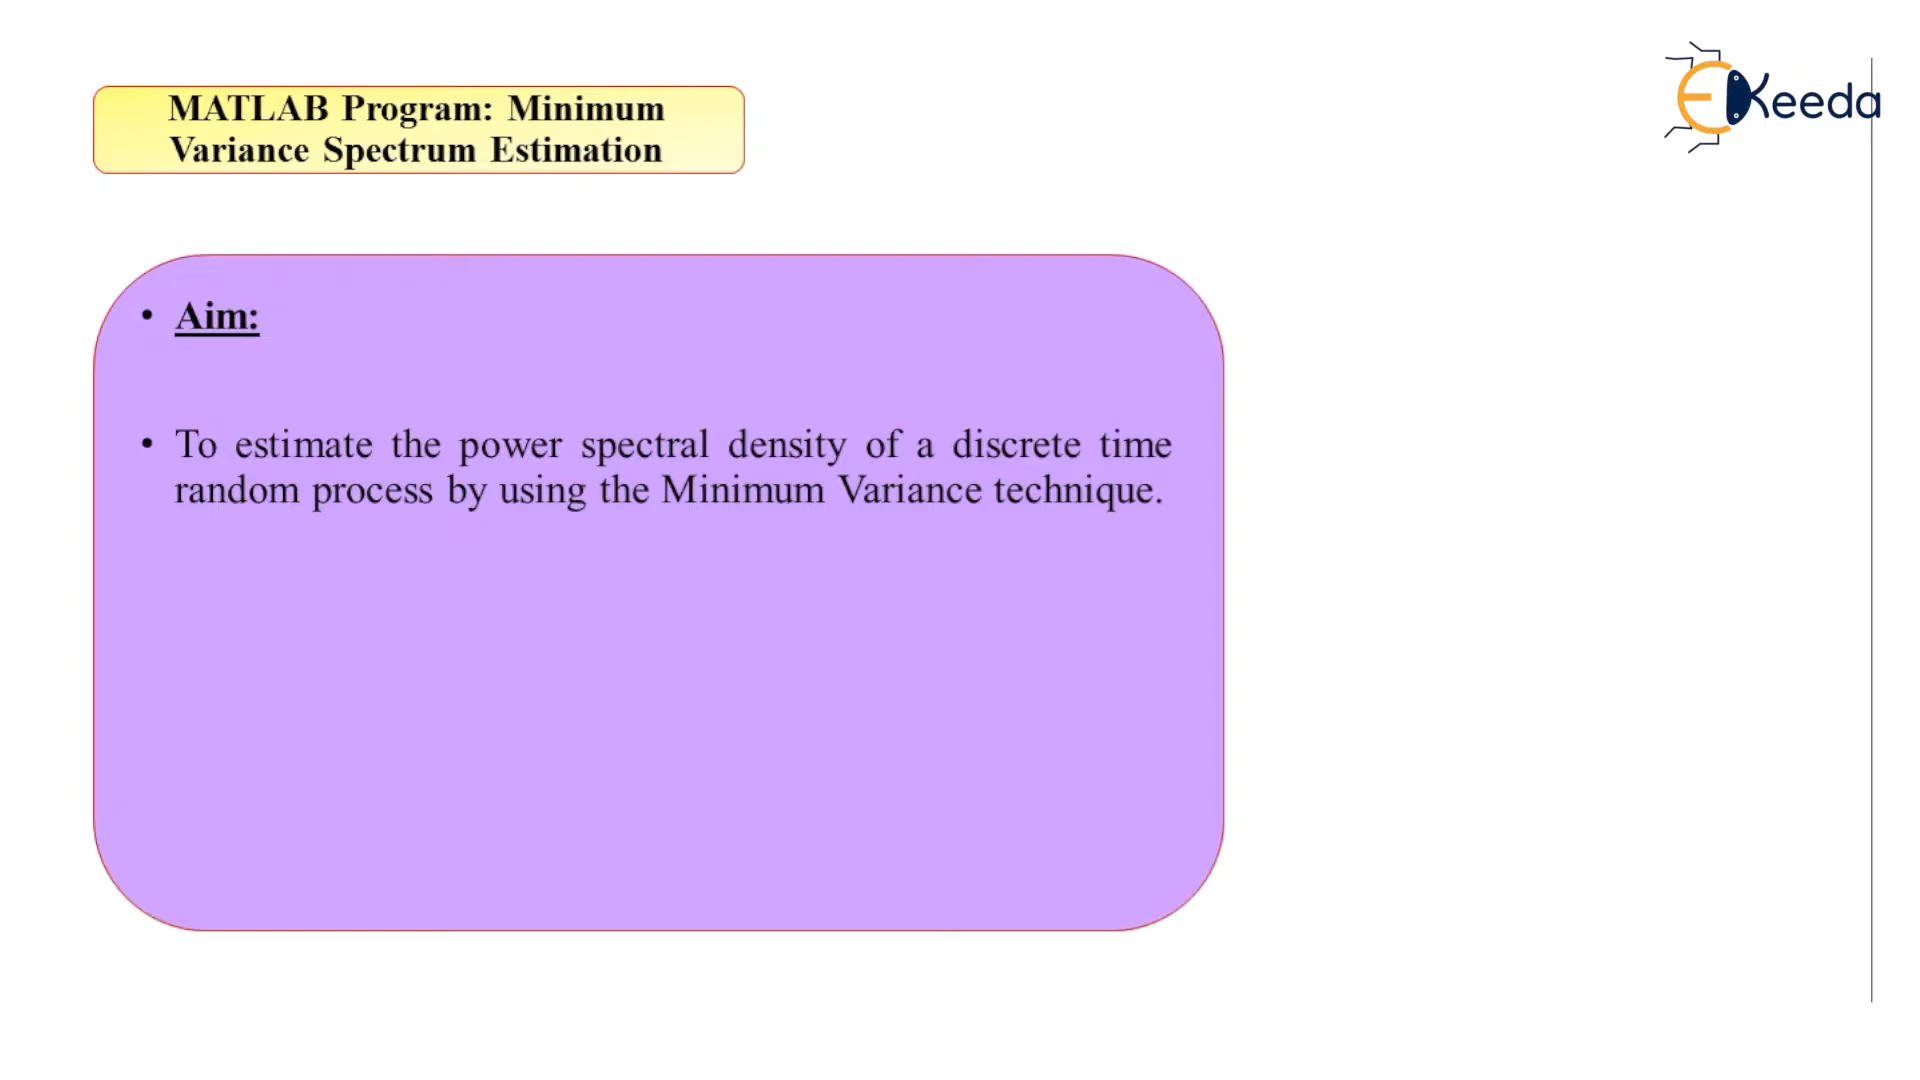 MATLAB Program: Minimum
Variance Spectrum Estimation
EKeeda
• Aim:
• To estimate the power spectral density of a discrete time
random process by using the Minimum Variance technique.